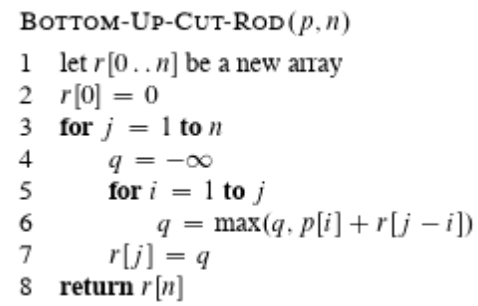 BOTTOM-UP-CUT-ROD(p, n)
1 let r[0 . . n] be a new array
2 r[0] = 0
3 for j = 1 to n
4 q = −∞
5 for i = 1 to j
6 q = max(q, p[i] + r[j − i])
7 r[j] = q
8 return r[n]